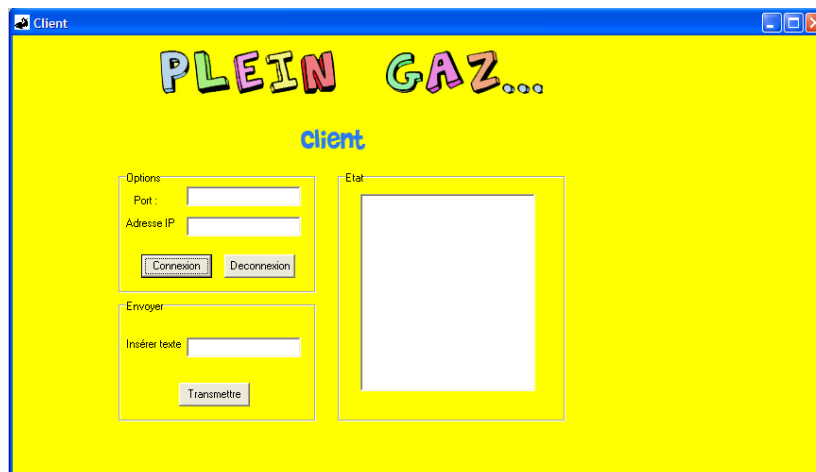 Client
PLEIN GAZ...
Client
Options
Port :
Adresse IP
Connexion Deconnexion
Envoyer
Insérer texte
Transmettre
Etat